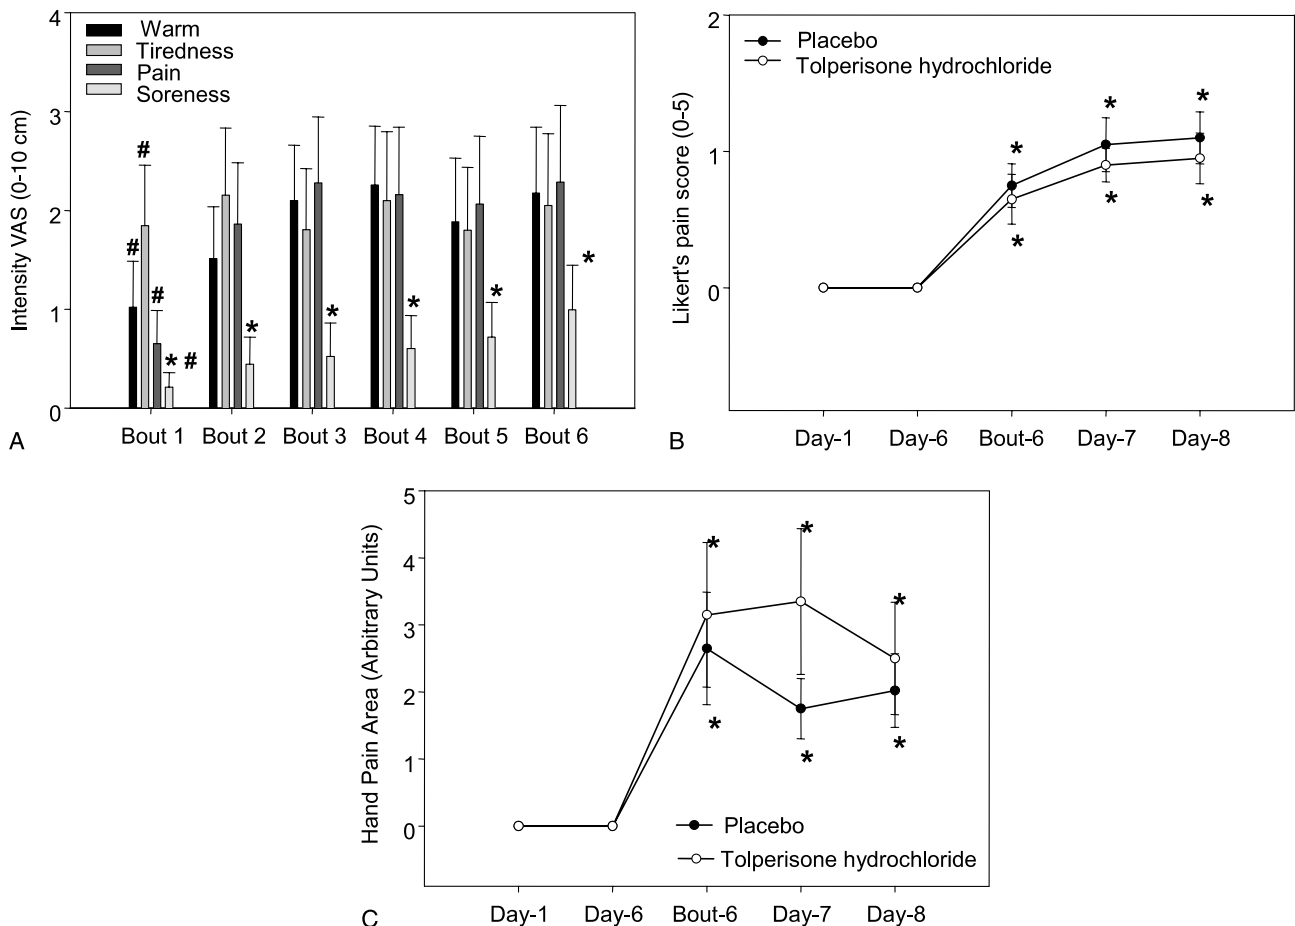 4
3
2
1
0
Intensity VAS (0-10 cm)
Warm
Tiredness
Pain
Soreness
#
#
#
* #
*
*
*
*
*
Bout 1 Bout 2 Bout 3 Bout 4 Bout 5 Bout 6
A
2
1
0
Likert's pain score (0-5)
Placebo
Tolperisone hydrochloride
* * *
* * *
Day-1 Day-6 Bout-6 Day-7 Day-8
B
5
4
3
2
1
0
Hand Pain Area (Arbitrary Units)
* * *
* * *
Placebo
Tolperisone hydrochloride
Day-1 Day-6 Bout-6 Day-7 Day-8
C